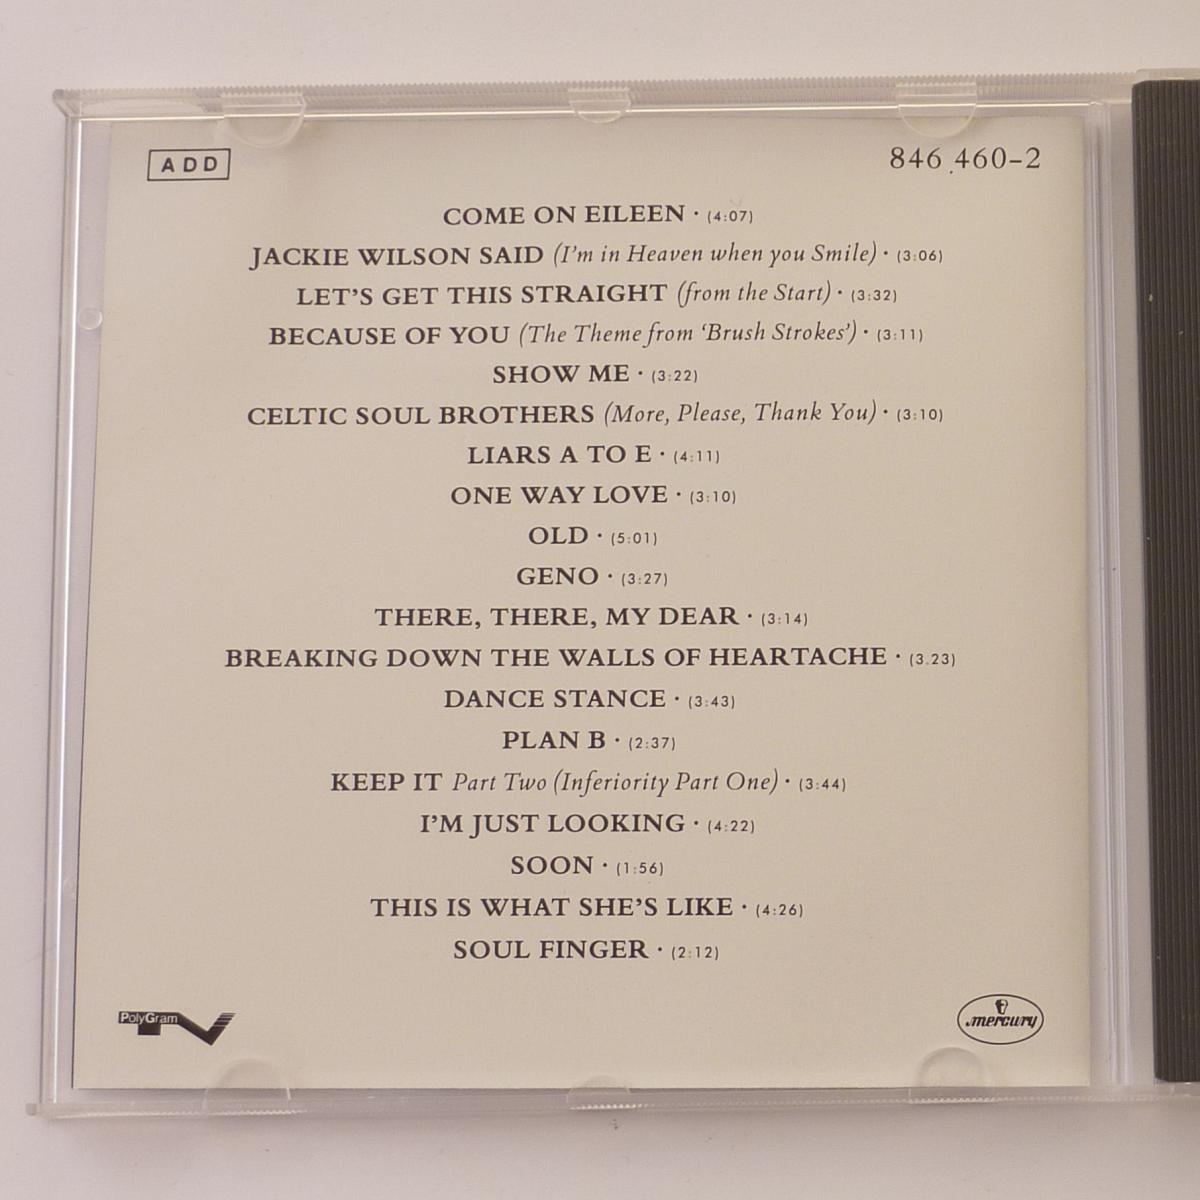 ADD
846 460-2
COME ON EILEEN · (4:07)
JACKIE WILSON SAID (I'm in Heaven when you Smile) · (3:06)
LET'S GET THIS STRAIGHT (from the Start) · (3:32)
BECAUSE OF YOU (The Theme from 'Brush Strokes') · (3:11)
SHOW ME · (3:22)
CELTIC SOUL BROTHERS (More, Please, Thank You) · (3:10)
LIARS A TO E · (4:11)
ONE WAY LOVE · (3:10)
OLD · (5:01)
GENO · (3:27)
THERE, THERE, MY DEAR · (3:14)
BREAKING DOWN THE WALLS OF HEARTACHE · (3.23)
DANCE STANCE · (3:43)
PLAN B · (2:37)
KEEP IT Part Two (Inferiority Part One) · (3:44)
I'M JUST LOOKING · (4:22)
SOON · (1:56)
THIS IS WHAT SHE'S LIKE · (4:26)
SOUL FINGER · (2:12)
PolyGram TV
mercury